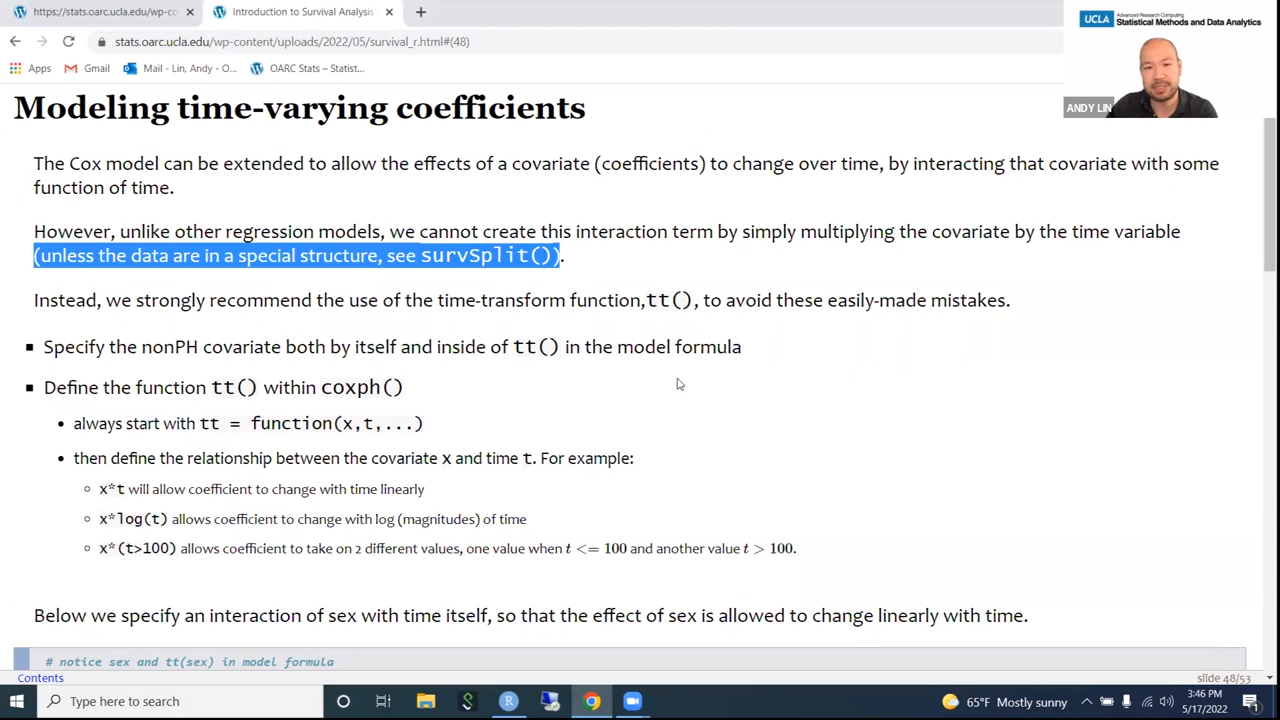 https://stats.oarc.ucla.edu/wp-co
Introduction to Survival Analysis
stats.oarc.ucla.edu/wp-content/uploads/2022/05/survival_r.html#(48)
Apps
Gmail
Mail - Lin, Andy - O...
OARC Stats – Statist...
UCLA
Advanced Research Computing
Statistical Methods and Data Analytics
ANDY LIN
Modeling time-varying coefficients
The Cox model can be extended to allow the effects of a covariate (coefficients) to change over time, by interacting that covariate with some
function of time.
However, unlike other regression models, we cannot create this interaction term by simply multiplying the covariate by the time variable
(unless the data are in a special structure, see survSplit()).
Instead, we strongly recommend the use of the time-transform function,tt(), to avoid these easily-made mistakes.
▪ Specify the nonPH covariate both by itself and inside of tt() in the model formula
▪ Define the function tt() within coxph()
• always start with tt = function(x,t,...)
• then define the relationship between the covariate x and time t. For example:
◦ x*t will allow coefficient to change with time linearly
◦ x*log(t) allows coefficient to change with log (magnitudes) of time
◦ x*(t>100) allows coefficient to take on 2 different values, one value when t <= 100 and another value t > 100.
Below we specify an interaction of sex with time itself, so that the effect of sex is allowed to change linearly with time.
# notice sex and tt(sex) in model formula
Contents
slide 48/53
Type here to search
65°F Mostly sunny
3:46 PM
5/17/2022